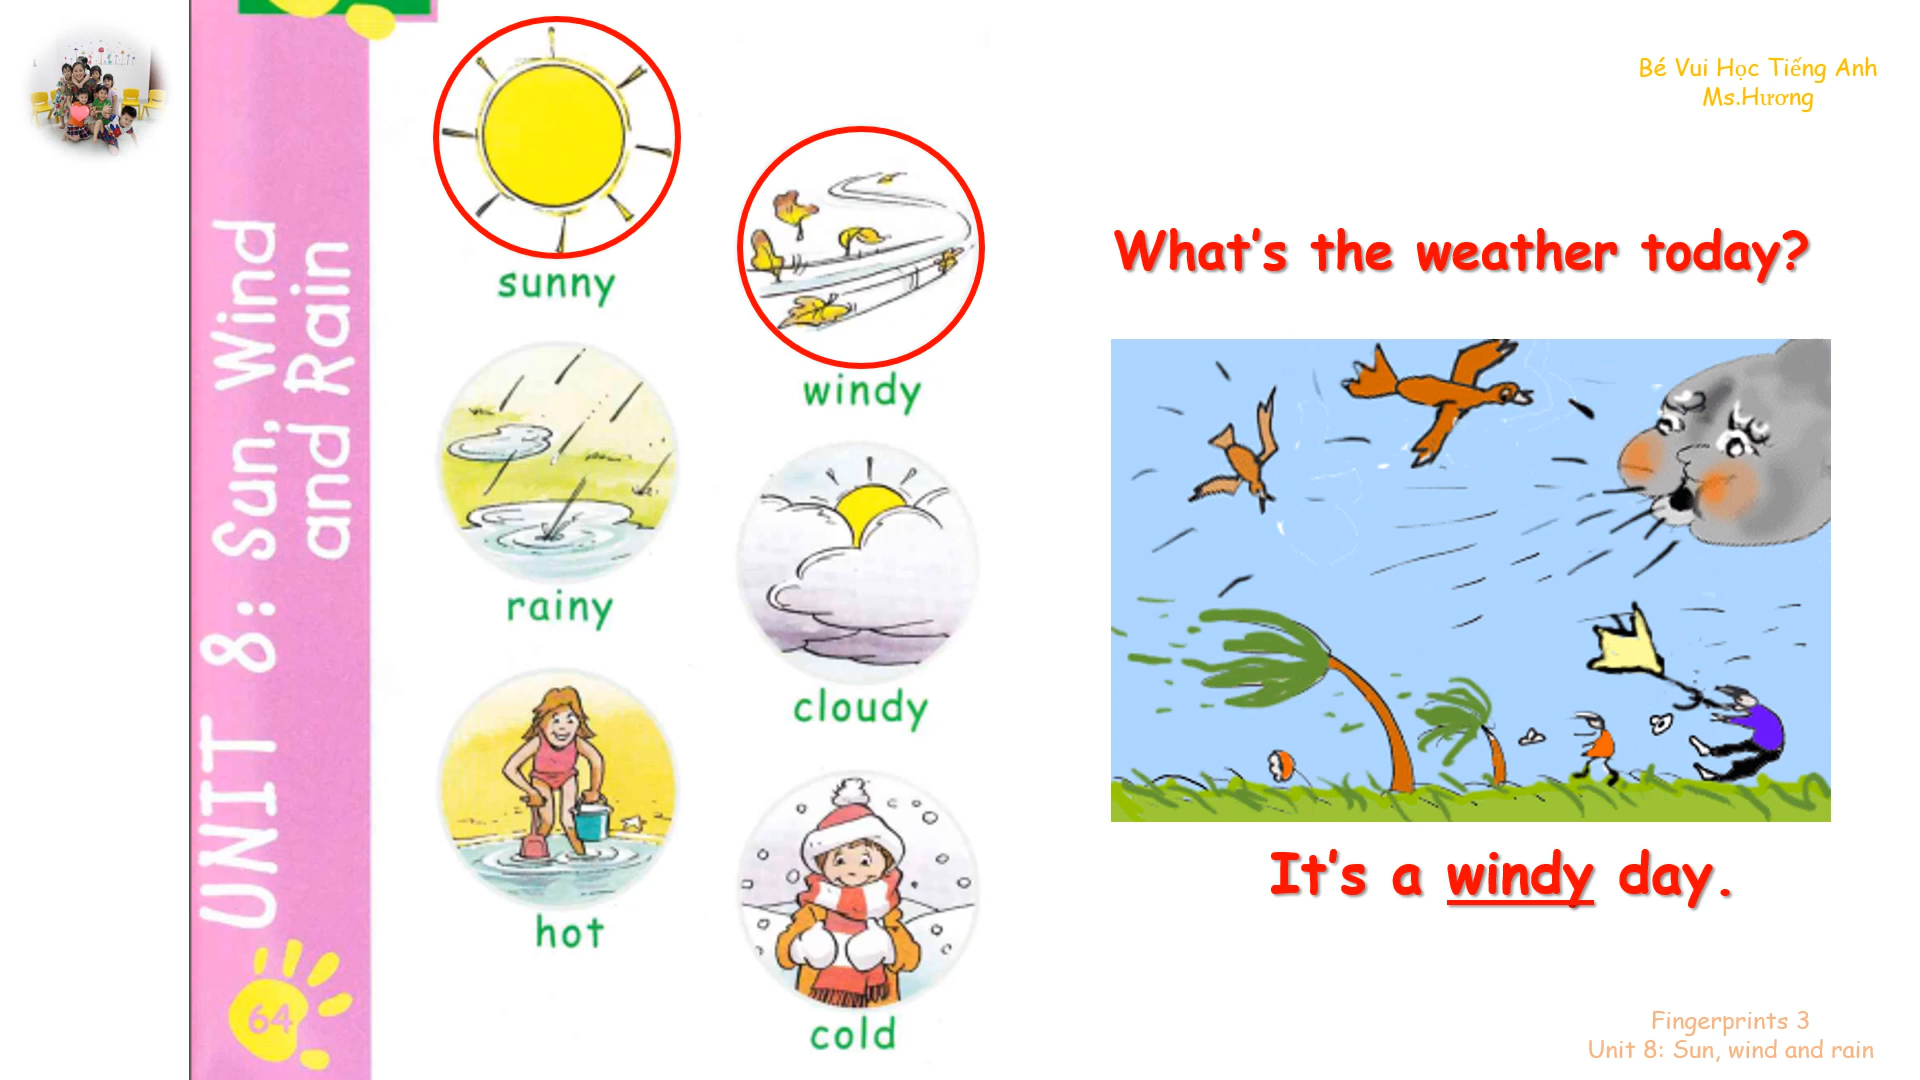 UNIT 8: Sun, Wind
and Rain
64
sunny
windy
rainy
cloudy
hot
cold
Bé Vui Học Tiếng Anh
Ms.Hương
What's the weather today?
It's a windy day.
Fingerprints 3
Unit 8: Sun, wind and rain